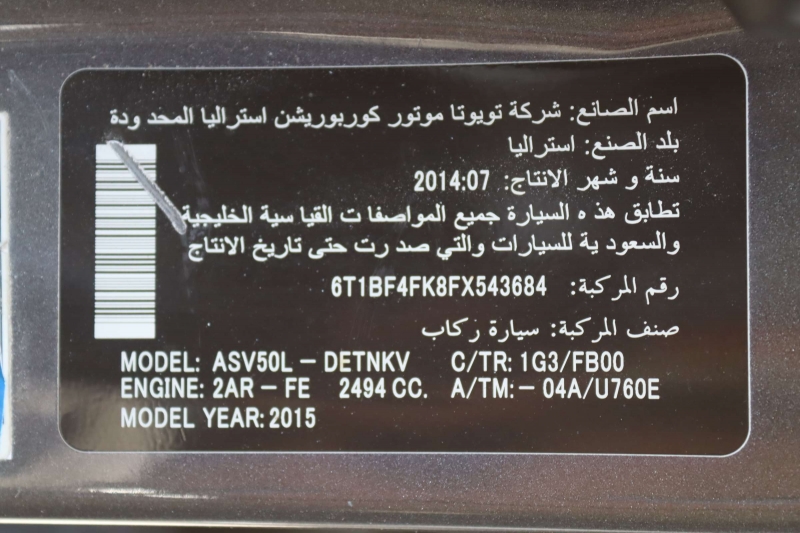 اسم الصانع: شركة تويوتا موتور كوربوريشن استراليا المحدودة
بلد الصنع: استراليا
سنة و شهر الانتاج: 2014:07
تطابق هذه السيارة جميع المواصفات القياسية الخليجية
والسعودية للسيارات والتي صدرت حتى تاريخ الانتاج
رقم المركبة: 6T1BF4FK8FX543684
صنف المركبة: سيارة ركاب
MODEL: ASV50L – DETNKV C/TR: 1G3/FB00
ENGINE: 2AR – FE 2494 CC. A/TM: – 04A/U760E
MODEL YEAR: 2015